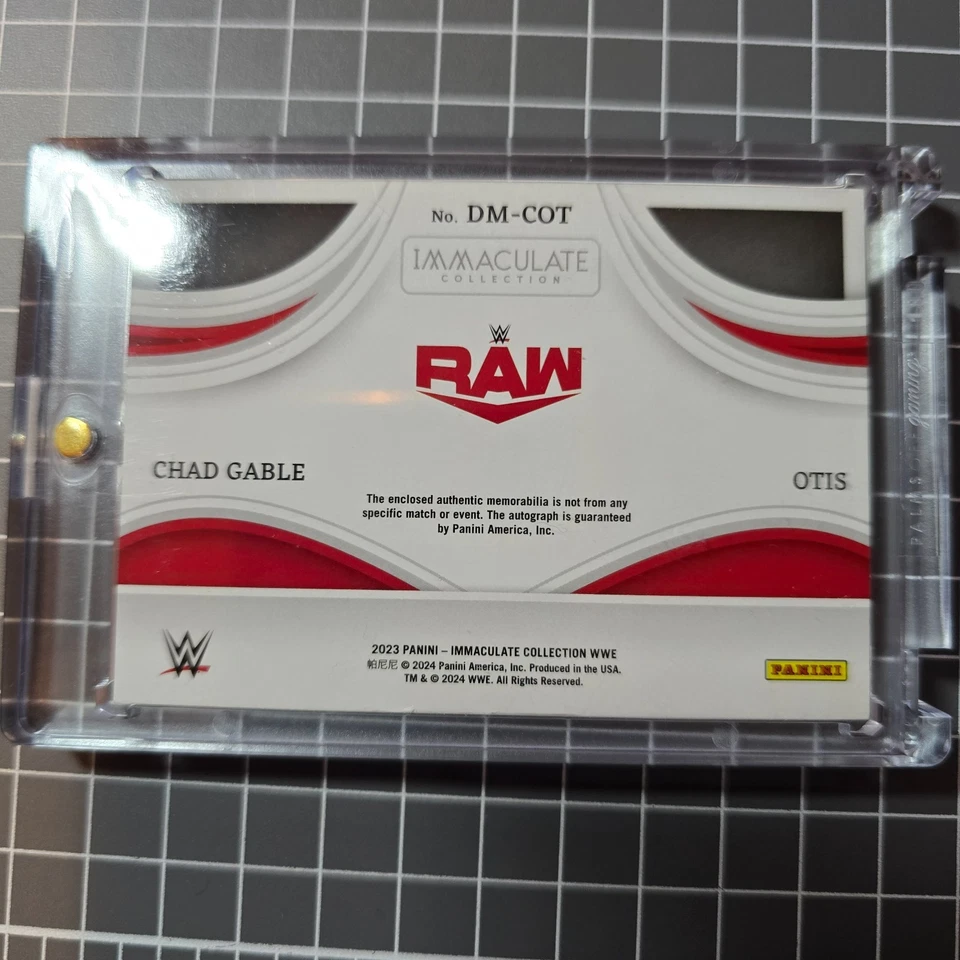 No. DM-COT
IMMACULATE
COLLECTION
W
RAW
CHAD GABLE
OTIS
The enclosed authentic memorabilia is not from any
specific match or event. The autograph is guaranteed
by Panini America, Inc.
W
2023 PANINI – IMMACULATE COLLECTION WWE
帕尼尼 © 2024 Panini America, Inc. Produced in the USA.
TM & © 2024 WWE. All Rights Reserved.
PANINI